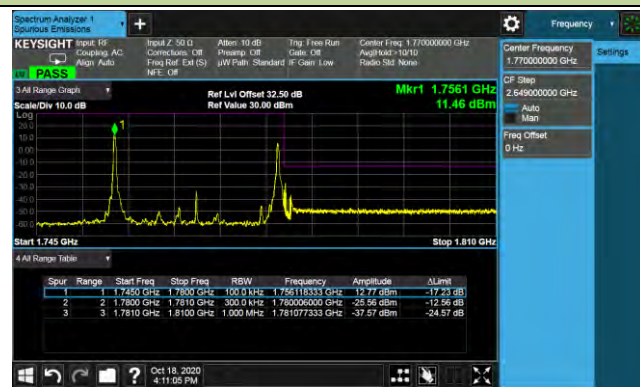 Spectrum Analyzer 1
Spurious Emissions
Frequency
KEYSIGHT
Input: RF
Coupling: AC
Align: Auto
Input Z: 50 Ω
Corrections: Off
Freq Ref: Ext (S)
NFE: Off
Atten: 10 dB
Preamp: Off
µW Path: Standard
Trig: Free Run
Gate: Off
IF Gain: Low
Center Freq: 1.770000000 GHz
Avg|Hold:>10/10
Radio Std: None
PASS
Center Frequency
1.770000000 GHz
Settings
CF Step
2.649000000 GHz
Auto
Man
Freq Offset
0 Hz
3 All Range Graph
Ref Lvl Offset 32.50 dB
Mkr1 1.7561 GHz
Scale/Div 10.0 dB
Ref Value 30.00 dBm
11.46 dBm
Log
20.0
10.0
0.00
-10.0
-20.0
-30.0
-40.0
-50.0
-60.0
1
Start 1.745 GHz
Stop 1.810 GHz
4 All Range Table
Spur Range Start Freq Stop Freq RBW Frequency Amplitude ΔLimit
1 1 1.7450 GHz 1.7800 GHz 100.0 kHz 1.756118333 GHz 12.77 dBm -17.23 dB
2 2 1.7800 GHz 1.7810 GHz 300.0 kHz 1.780006000 GHz -25.56 dBm -12.56 dB
3 3 1.7810 GHz 1.8100 GHz 1.000 MHz 1.781077333 GHz -37.57 dBm -24.57 dB
?
Oct 18, 2020
4:11:05 PM